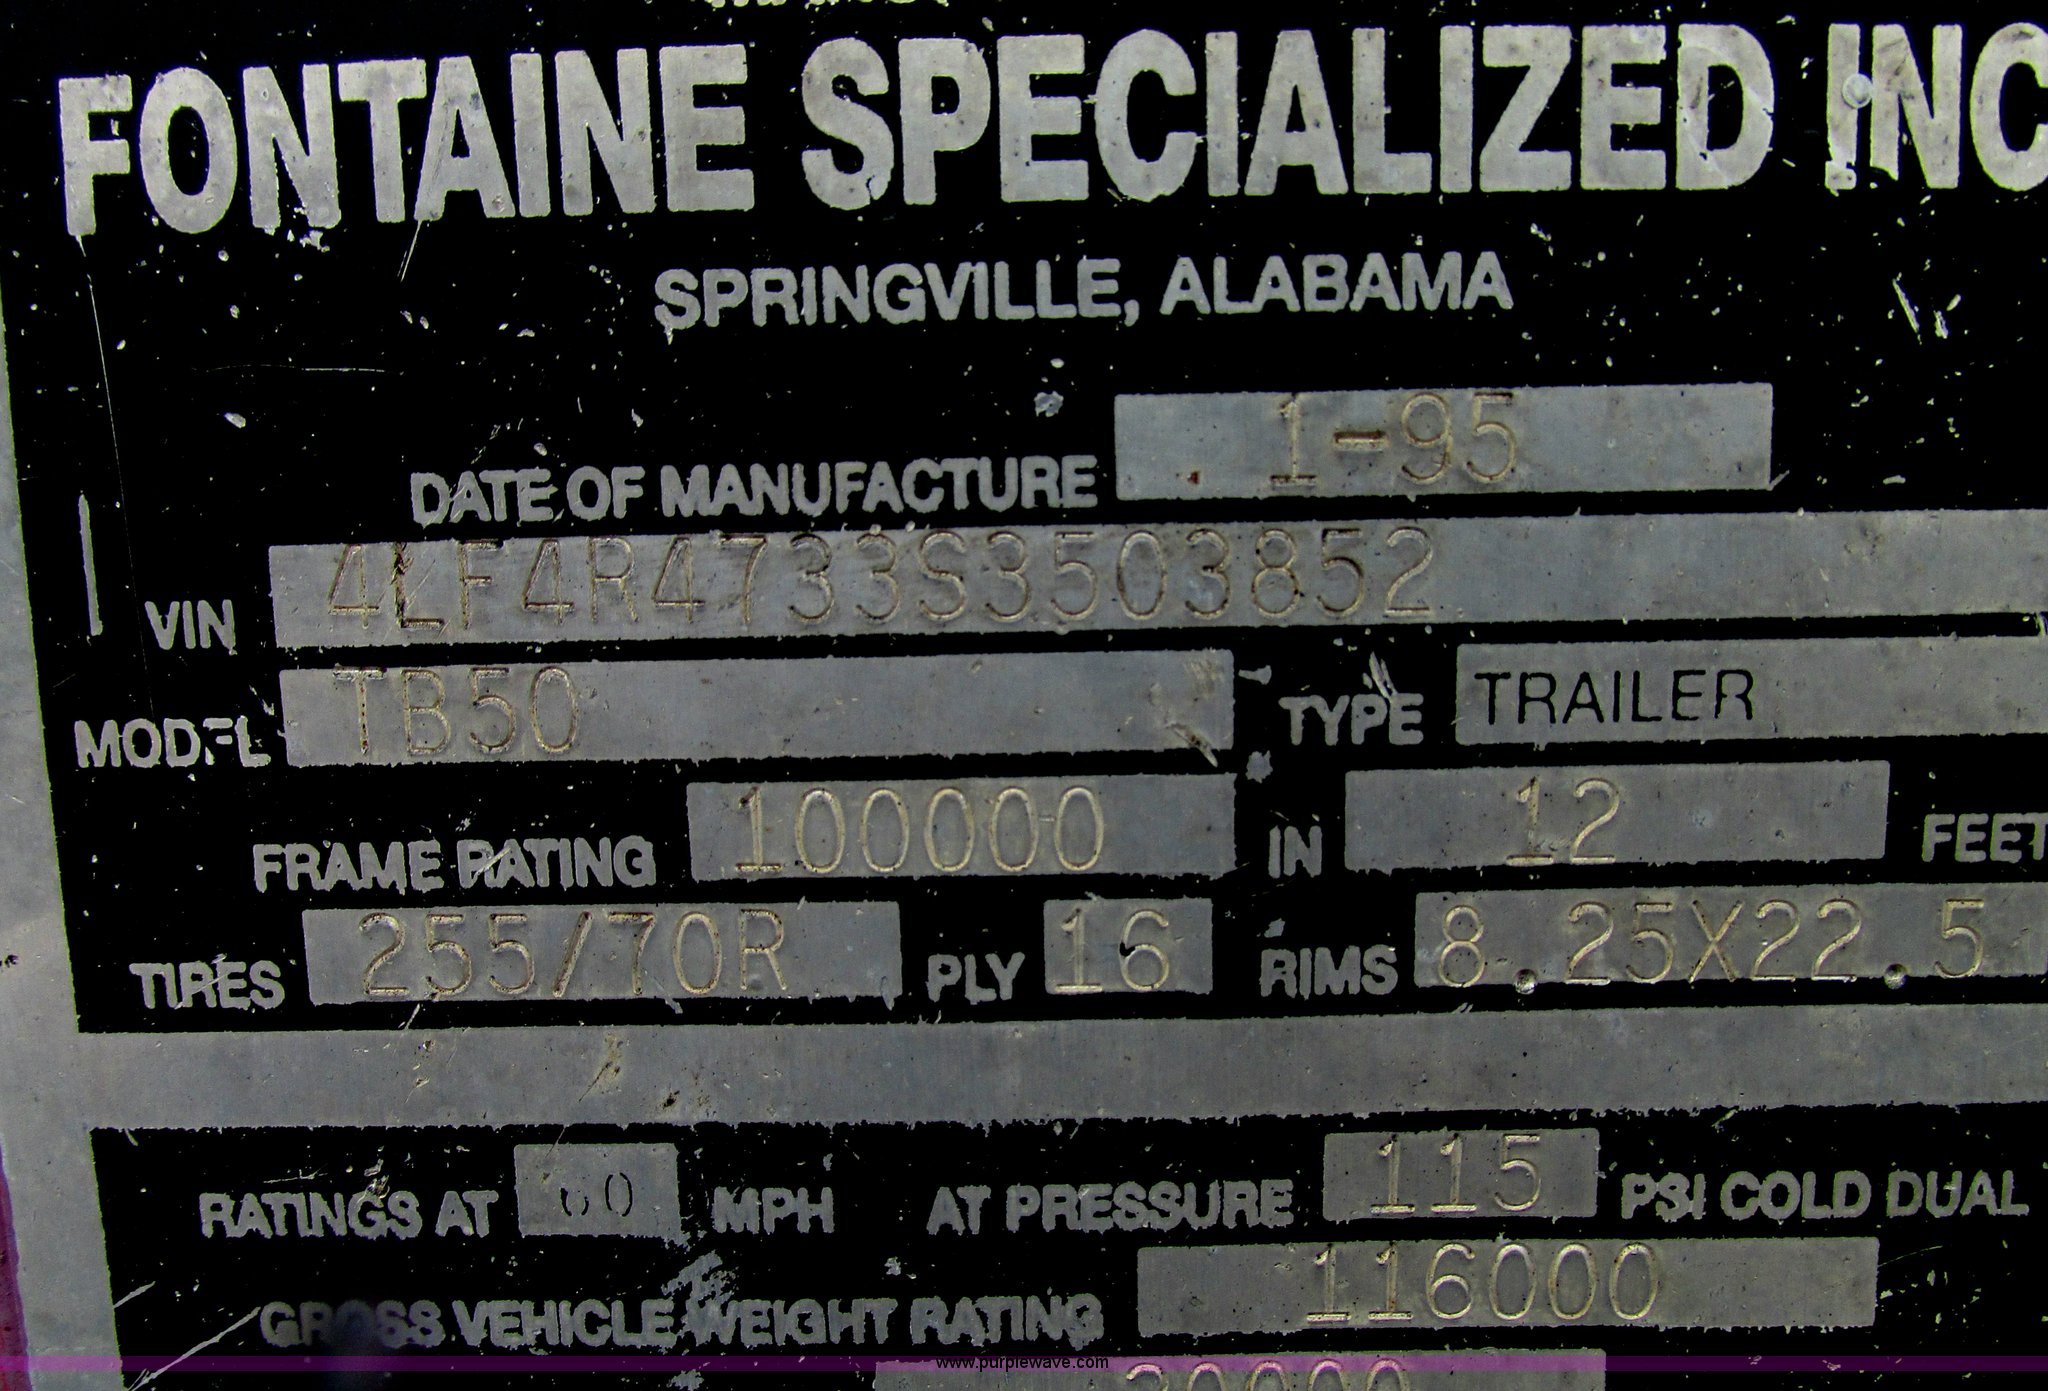 FONTAINE SPECIALIZED INC
SPRINGVILLE, ALABAMA
DATE OF MANUFACTURE 1-95
VIN 4LF4R4733S3503852
MODEL TB50 TYPE TRAILER
FRAME RATING 100000 IN 12 FEET
TIRES 255/70R PLY 16 RIMS 8.25X22.5
RATINGS AT MPH AT PRESSURE 115 PSI COLD DUAL
GROSS VEHICLE WEIGHT RATING 116000
www.purplewave.com